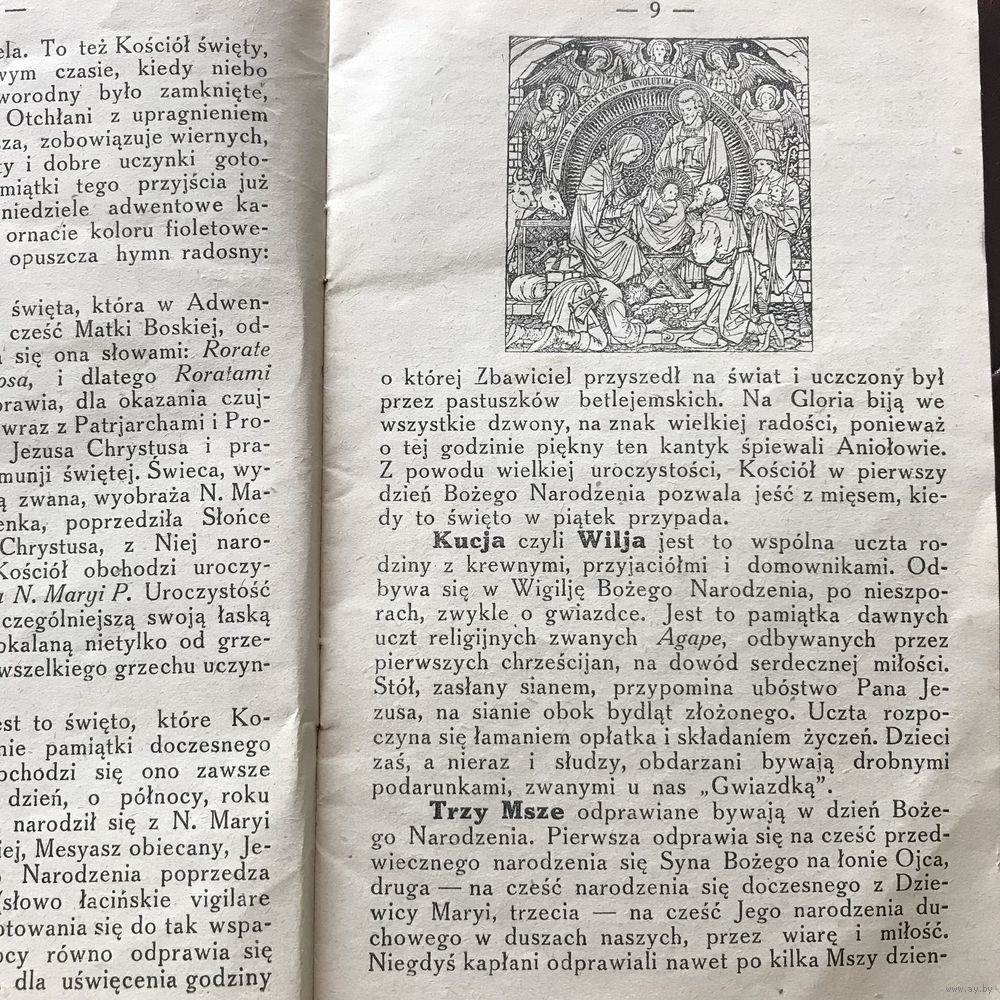 —
ela. To też Kościół święty,
wym czasie, kiedy niebo
worodny było zamknięte,
Otchłani z upragnieniem
sza, zobowiązuje wiernych,
ty i dobre uczynki goto-
miątki tego przyjścia już
niedziele adwentowe ka-
ornacie koloru fioletowe-
opuszcza hymn radosny:
święta, która w Adwen-
cześć Matki Boskiej, od-
się ona słowami: Rorate
osa, i dlatego Roratami
prawia, dla okazania czuj-
wraz z Patrjarchami i Pro-
Jezusa Chrystusa i pra-
munji świętej. Świeca, wy-
ą zwana, wyobraża N. Ma-
enka, poprzedziła Słońce
Chrystusa, z Niej naro-
Kościół obchodzi uroczy-
a N. Maryi P. Uroczystość
czególniejszą swoją łaską
okalaną nietylko od grze-
wszelkiego grzechu uczyn-
est to święto, które Ko-
nie pamiątki doczesnego
bchodzi się ono zawsze
dzień, o północy, roku
narodził się z N. Maryi
iej, Mesyasz obiecany, Je-
o Narodzenia poprzedza
(słowo łacińskie vigilare
otowania się do tak wspa-
ocy równo odprawia się
dla uświęcenia godziny
— 9 —
INFANTEM PANNIS INVOLUTUM
o której Zbawiciel przyszedł na świat i uczczony był
przez pastuszków betlejemskich. Na Gloria biją we
wszystkie dzwony, na znak wielkiej radości, ponieważ
o tej godzinie piękny ten kantyk śpiewali Aniołowie.
Z powodu wielkiej uroczystości, Kościół w pierwszy
dzień Bożego Narodzenia pozwala jeść z mięsem, kie-
dy to święto w piątek przypada.
Kucja czyli Wilja jest to wspólna uczta ro-
dziny z krewnymi, przyjaciółmi i domownikami. Od-
bywa się w Wigilję Bożego Narodzenia, po nieszpo-
rach, zwykle o gwiazdce. Jest to pamiątka dawnych
uczt religijnych zwanych Agape, odbywanych przez
pierwszych chrześcijan, na dowód serdecznej miłości.
Stół, zasłany sianem, przypomina ubóstwo Pana Je-
zusa, na sianie obok bydląt złożonego. Uczta rozpo-
czyna się łamaniem opłatka i składaniem życzeń. Dzieci
zaś, a nieraz i słudzy, obdarzani bywają drobnymi
podarunkami, zwanymi u nas „Gwiazdką”.
Trzy Msze odprawiane bywają w dzień Boże-
go Narodzenia. Pierwsza odprawia się na cześć przed-
wiecznego narodzenia się Syna Bożego na łonie Ojca,
druga — na cześć narodzenia się doczesnego z Dzie-
wicy Maryi, trzecia — na cześć Jego narodzenia du-
chowego w duszach naszych, przez wiarę i miłość.
Niegdyś kapłani odprawiali nawet po kilka Mszy dzien-
www.ay.by